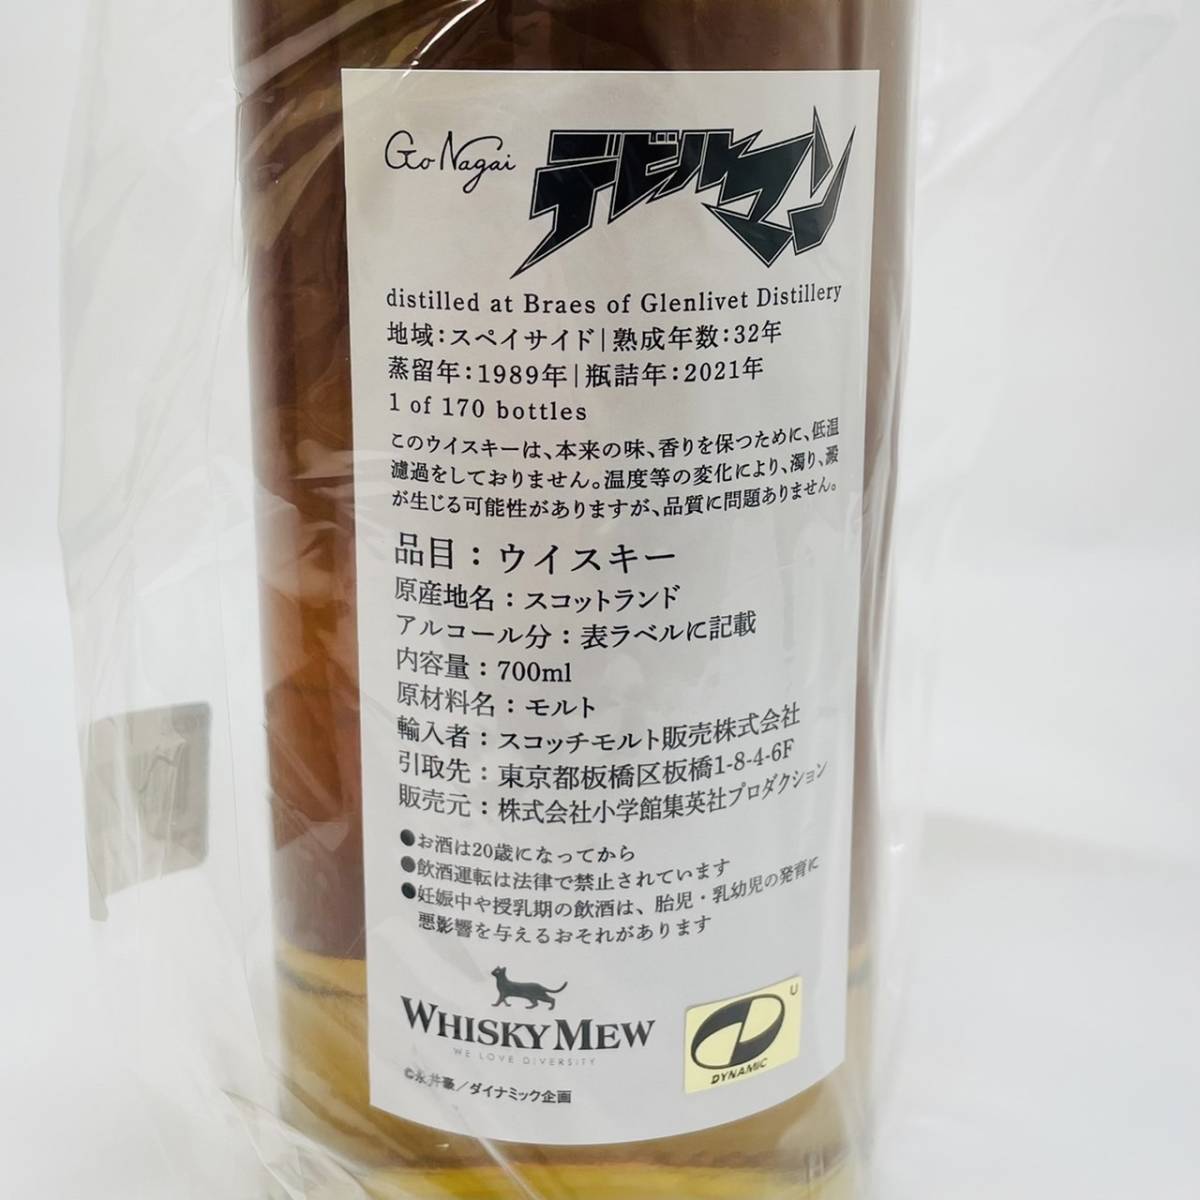 Go Nagai
デビルマン
distilled at Braes of Glenlivet Distillery
地域：スペイサイド|熟成年数：32年
蒸留年：1989年|瓶詰年：2021年
1 of 170 bottles
このウイスキーは、本来の味、香りを保つために、低温
濾過をしておりません。温度等の変化により、濁り、澱
が生じる可能性がありますが、品質に問題ありません。
品目：ウイスキー
原産地名：スコットランド
アルコール分：表ラベルに記載
内容量：700ml
原材料名：モルト
輸入者：スコッチモルト販売株式会社
引取先：東京都板橋区板橋1-8-4-6F
販売元：株式会社小学館集英社プロダクション
●お酒は20歳になってから
●飲酒運転は法律で禁止されています
●妊娠中や授乳期の飲酒は、胎児・乳幼児の発育に
悪影響を与えるおそれがあります
WHISKY MEW
WE LOVE DIVERSITY
U
DYNAMIC
©永井豪／ダイナミック企画